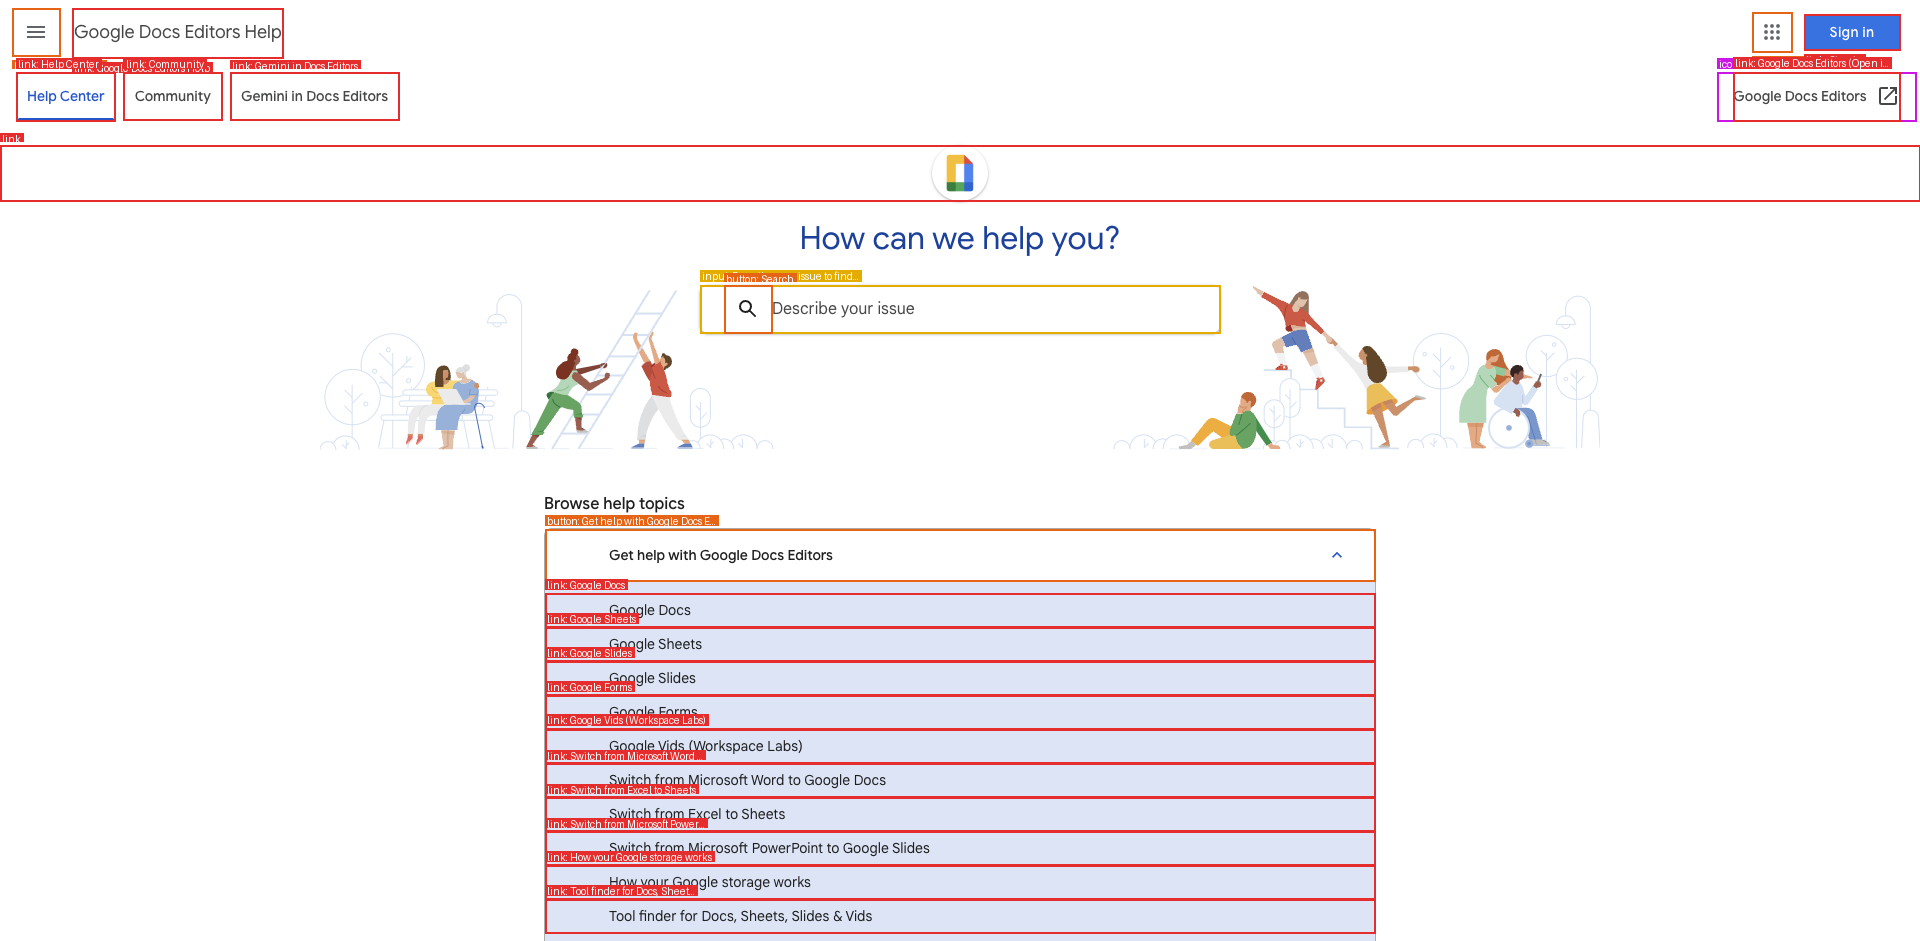 Google Docs Editors Help
Sign in
link: Help Center
link: Community
link: Gemini in Docs Editors
link: Google Docs Editors (Open i...
Help Center
Community
Gemini in Docs Editors
Google Docs Editors
link
How can we help you?
issue to find...
button: Search
Describe your issue
Browse help topics
button: Get help with Google Docs E...
Get help with Google Docs Editors
link: Google Docs
Google Docs
link: Google Sheets
Google Sheets
link: Google Slides
Google Slides
link: Google Forms
Google Forms
link: Google Vids (Workspace Labs)
Google Vids (Workspace Labs)
link: Switch from Microsoft Word ...
Switch from Microsoft Word to Google Docs
link: Switch from Excel to Sheets
Switch from Excel to Sheets
link: Switch from Microsoft Power...
Switch from Microsoft PowerPoint to Google Slides
link: How your Google storage works
How your Google storage works
link: Tool finder for Docs, Sheet...
Tool finder for Docs, Sheets, Slides & Vids